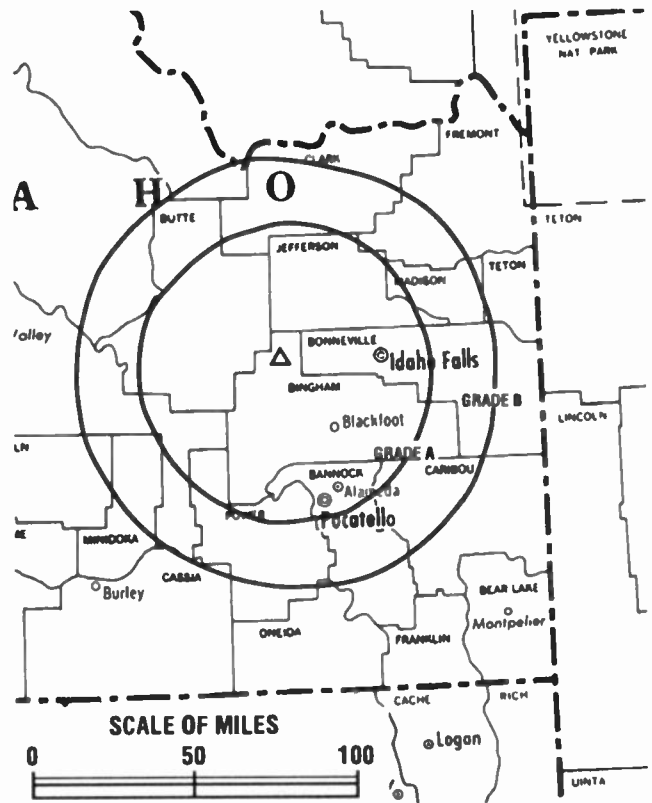 YELLOWSTONE
NAT PARK
FREMONT
CLARK
A H O
BUTTE
TETON
JEFFERSON
TETON
MADISON
Valley
BONNEVILLE
Idaho Falls
BINGHAM
GRADE B
LINCOLN
Blackfoot
LN
GRADE A
BANNOCK
CARIBOU
Alameda
POWER
Pocatello
MINIDOKA
CASSIA
Burley
BEAR LAKE
Montpelier
ONEIDA
FRANKLIN
CACHE
RICH
SCALE OF MILES
Logan
0 50 100
UINTA